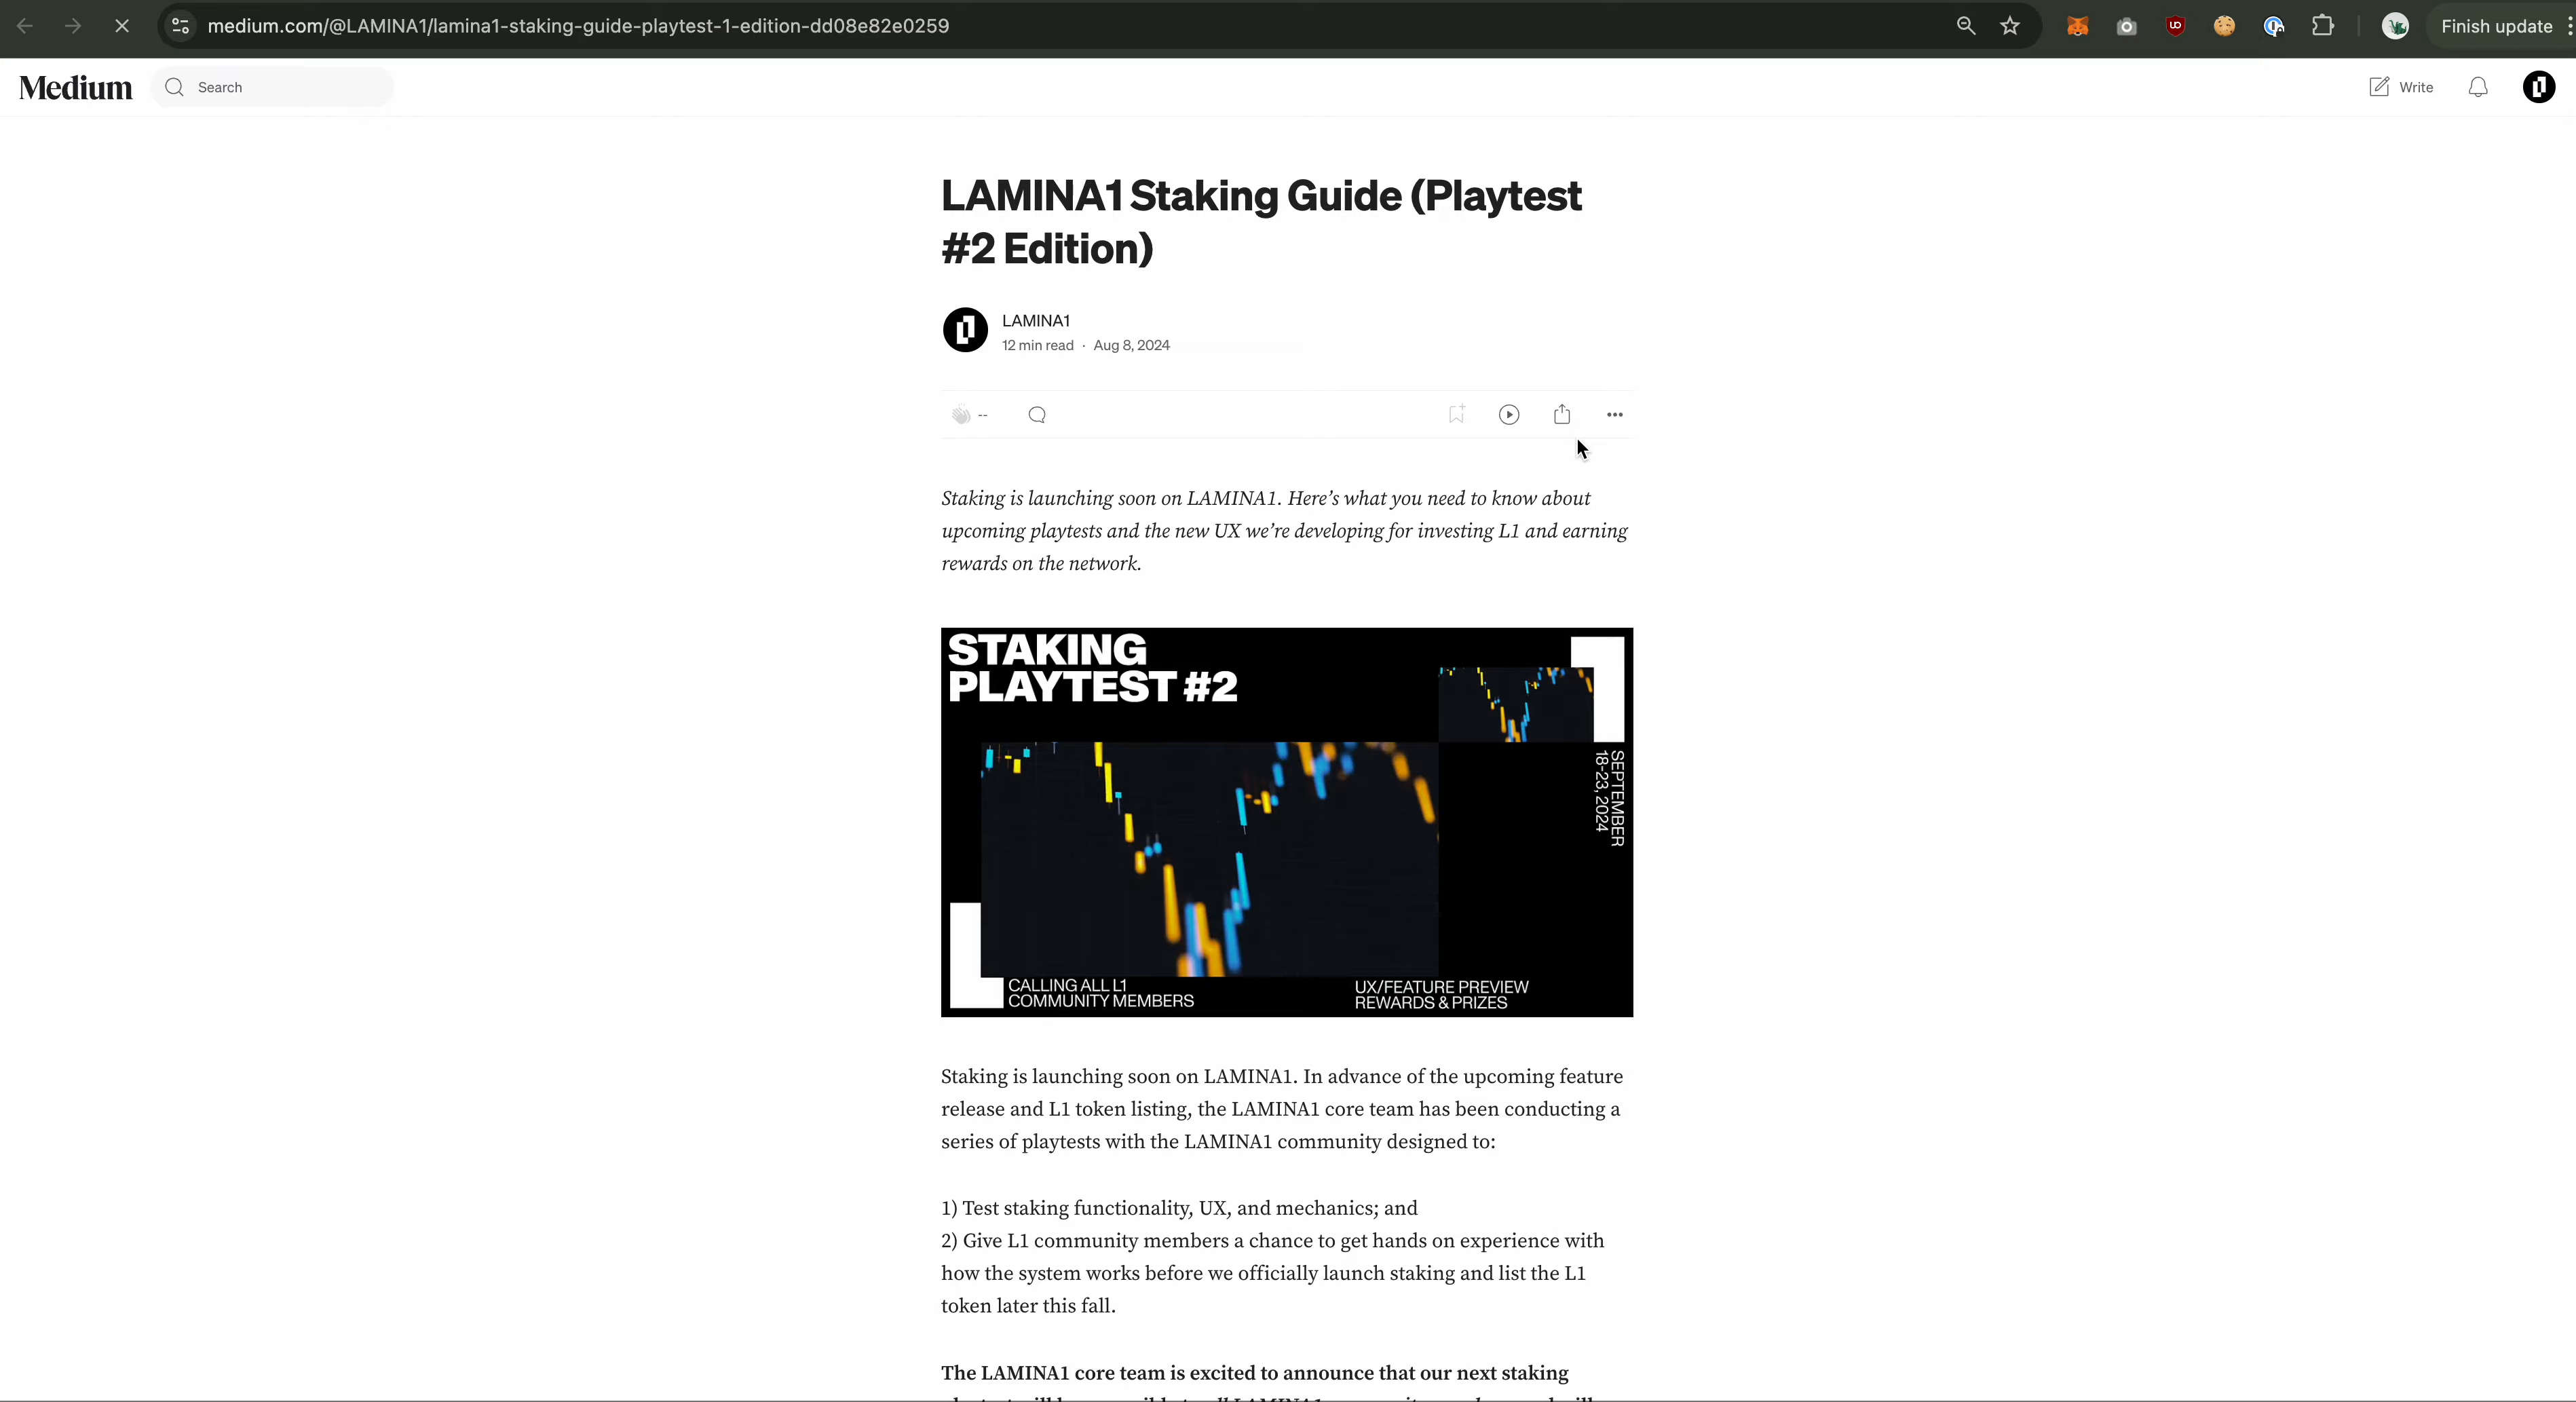 medium.com/@LAMINA1/lamina1-staking-guide-playtest-1-edition-dd08e82e0259
Finish update
Medium
Search
Write
LAMINA1 Staking Guide (Playtest
#2 Edition)
LAMINA1
12 min read · Aug 8, 2024
--
Staking is launching soon on LAMINA1. Here’s what you need to know about
upcoming playtests and the new UX we’re developing for investing L1 and earning
rewards on the network.
STAKING
PLAYTEST #2
SEPTEMBER
18-23, 2024
CALLING ALL L1
COMMUNITY MEMBERS
UX/FEATURE PREVIEW
REWARDS & PRIZES
Staking is launching soon on LAMINA1. In advance of the upcoming feature
release and L1 token listing, the LAMINA1 core team has been conducting a
series of playtests with the LAMINA1 community designed to:
1) Test staking functionality, UX, and mechanics; and
2) Give L1 community members a chance to get hands on experience with
how the system works before we officially launch staking and list the L1
token later this fall.
The LAMINA1 core team is excited to announce that our next staking